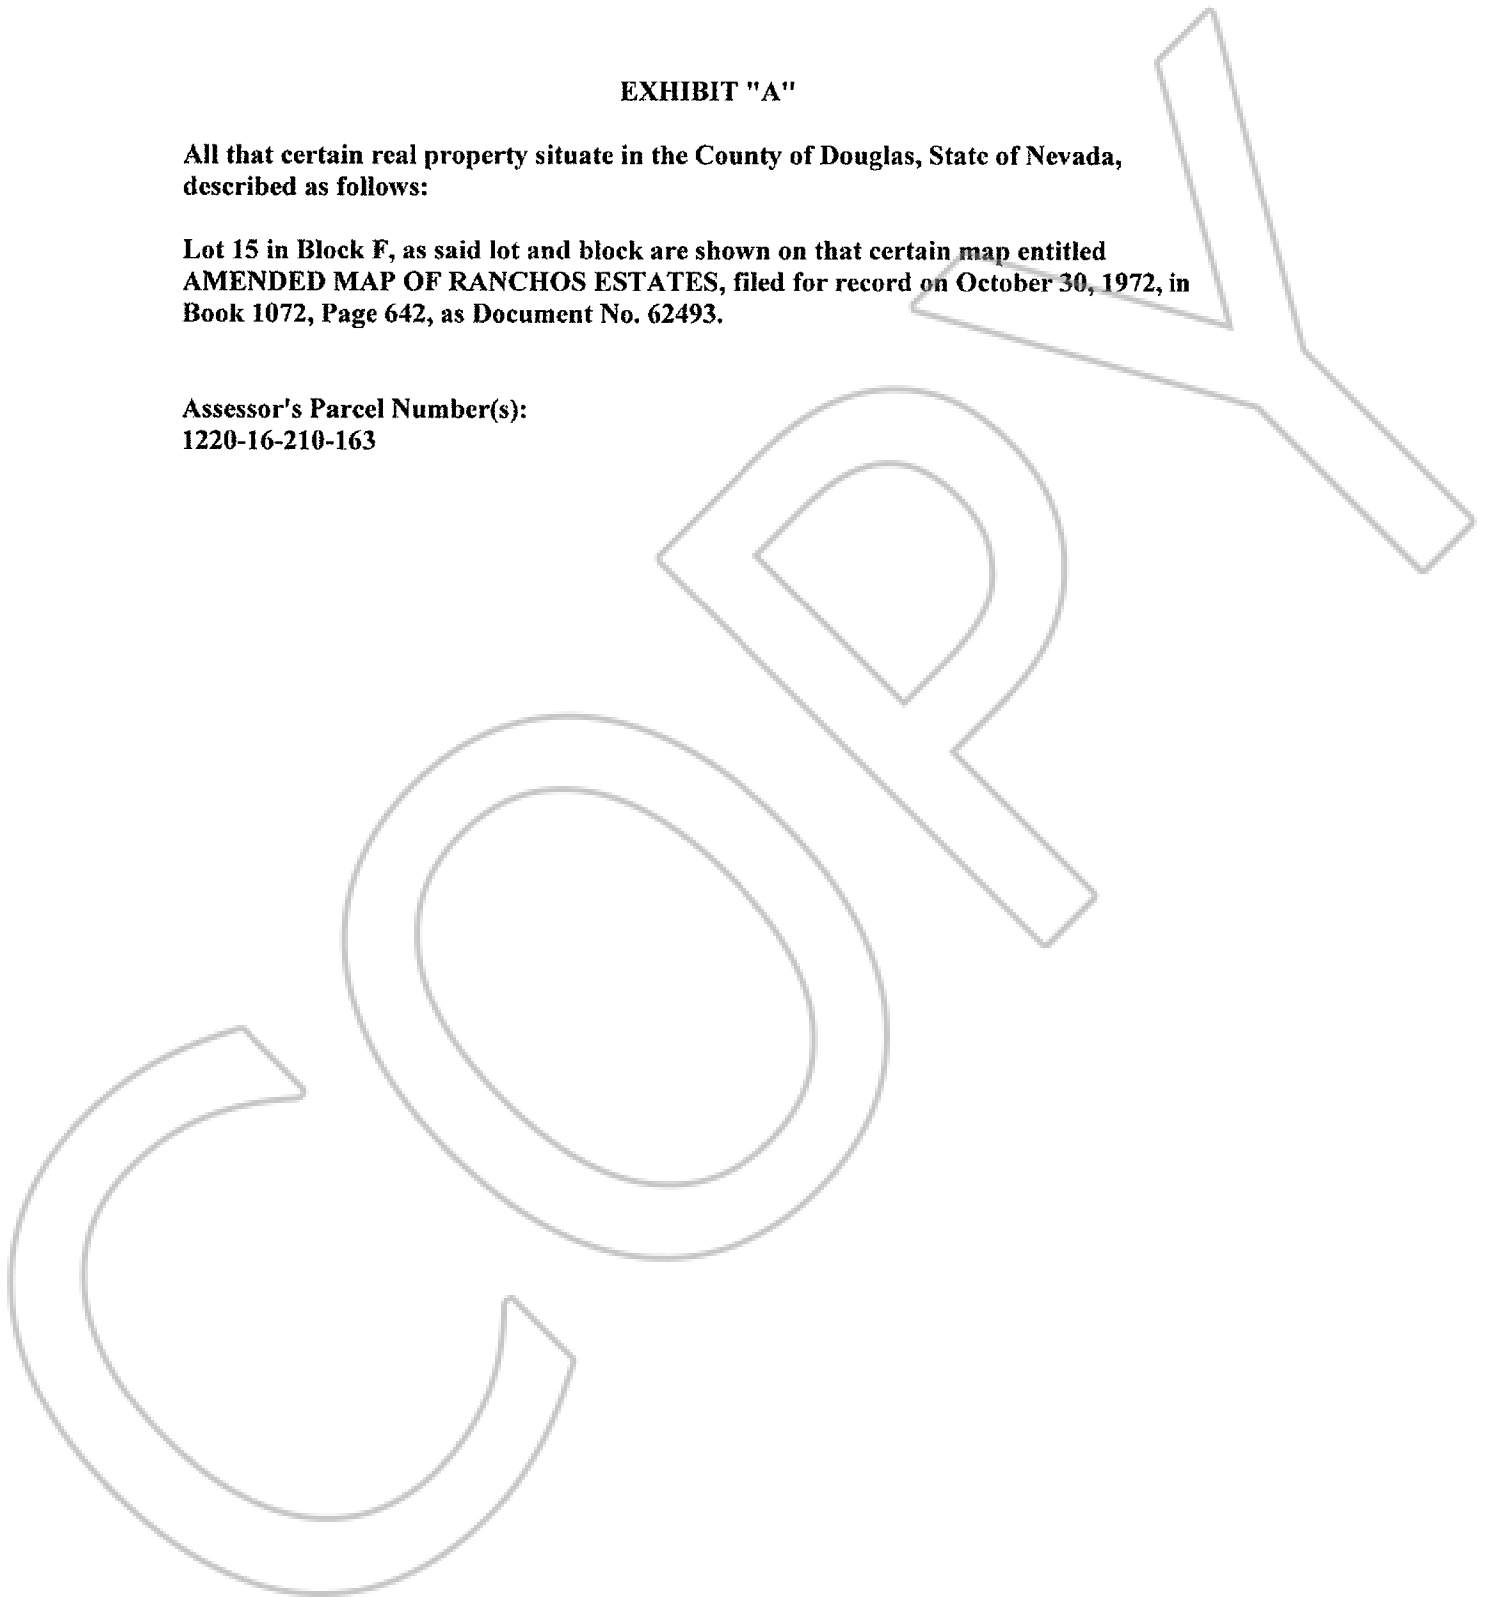 EXHIBIT "A"
All that certain real property situate in the County of Douglas, State of Nevada,
described as follows:
Lot 15 in Block F, as said lot and block are shown on that certain map entitled
AMENDED MAP OF RANCHOS ESTATES, filed for record on October 30, 1972, in
Book 1072, Page 642, as Document No. 62493.
Assessor's Parcel Number(s):
1220-16-210-163
COPY